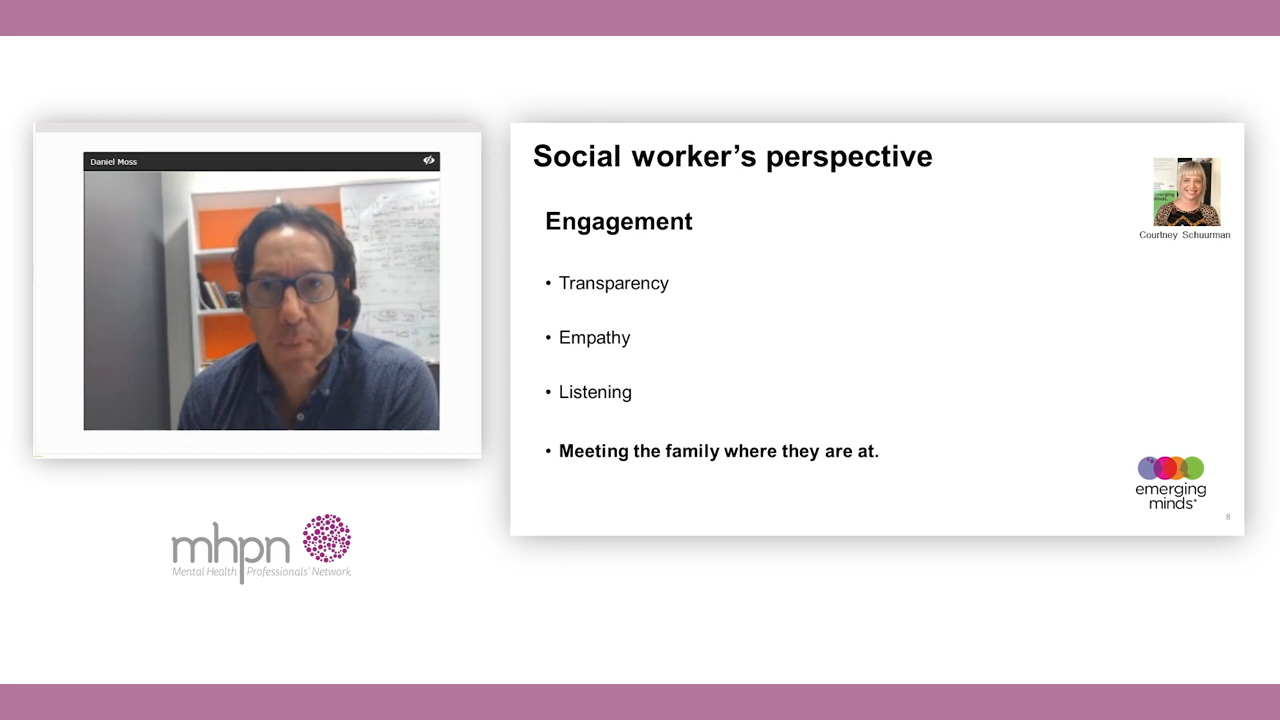 Daniel Moss
Social worker's perspective
Courtney Schuurman
Engagement
• Transparency
• Empathy
• Listening
• Meeting the family where they are at.
emerging
minds
8
mhpn
Mental Health Professionals' Network